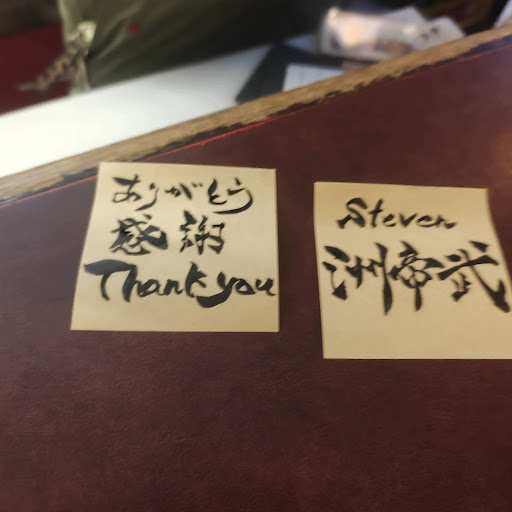 ありがとう
感謝
Thank you
Steven
洲帝武